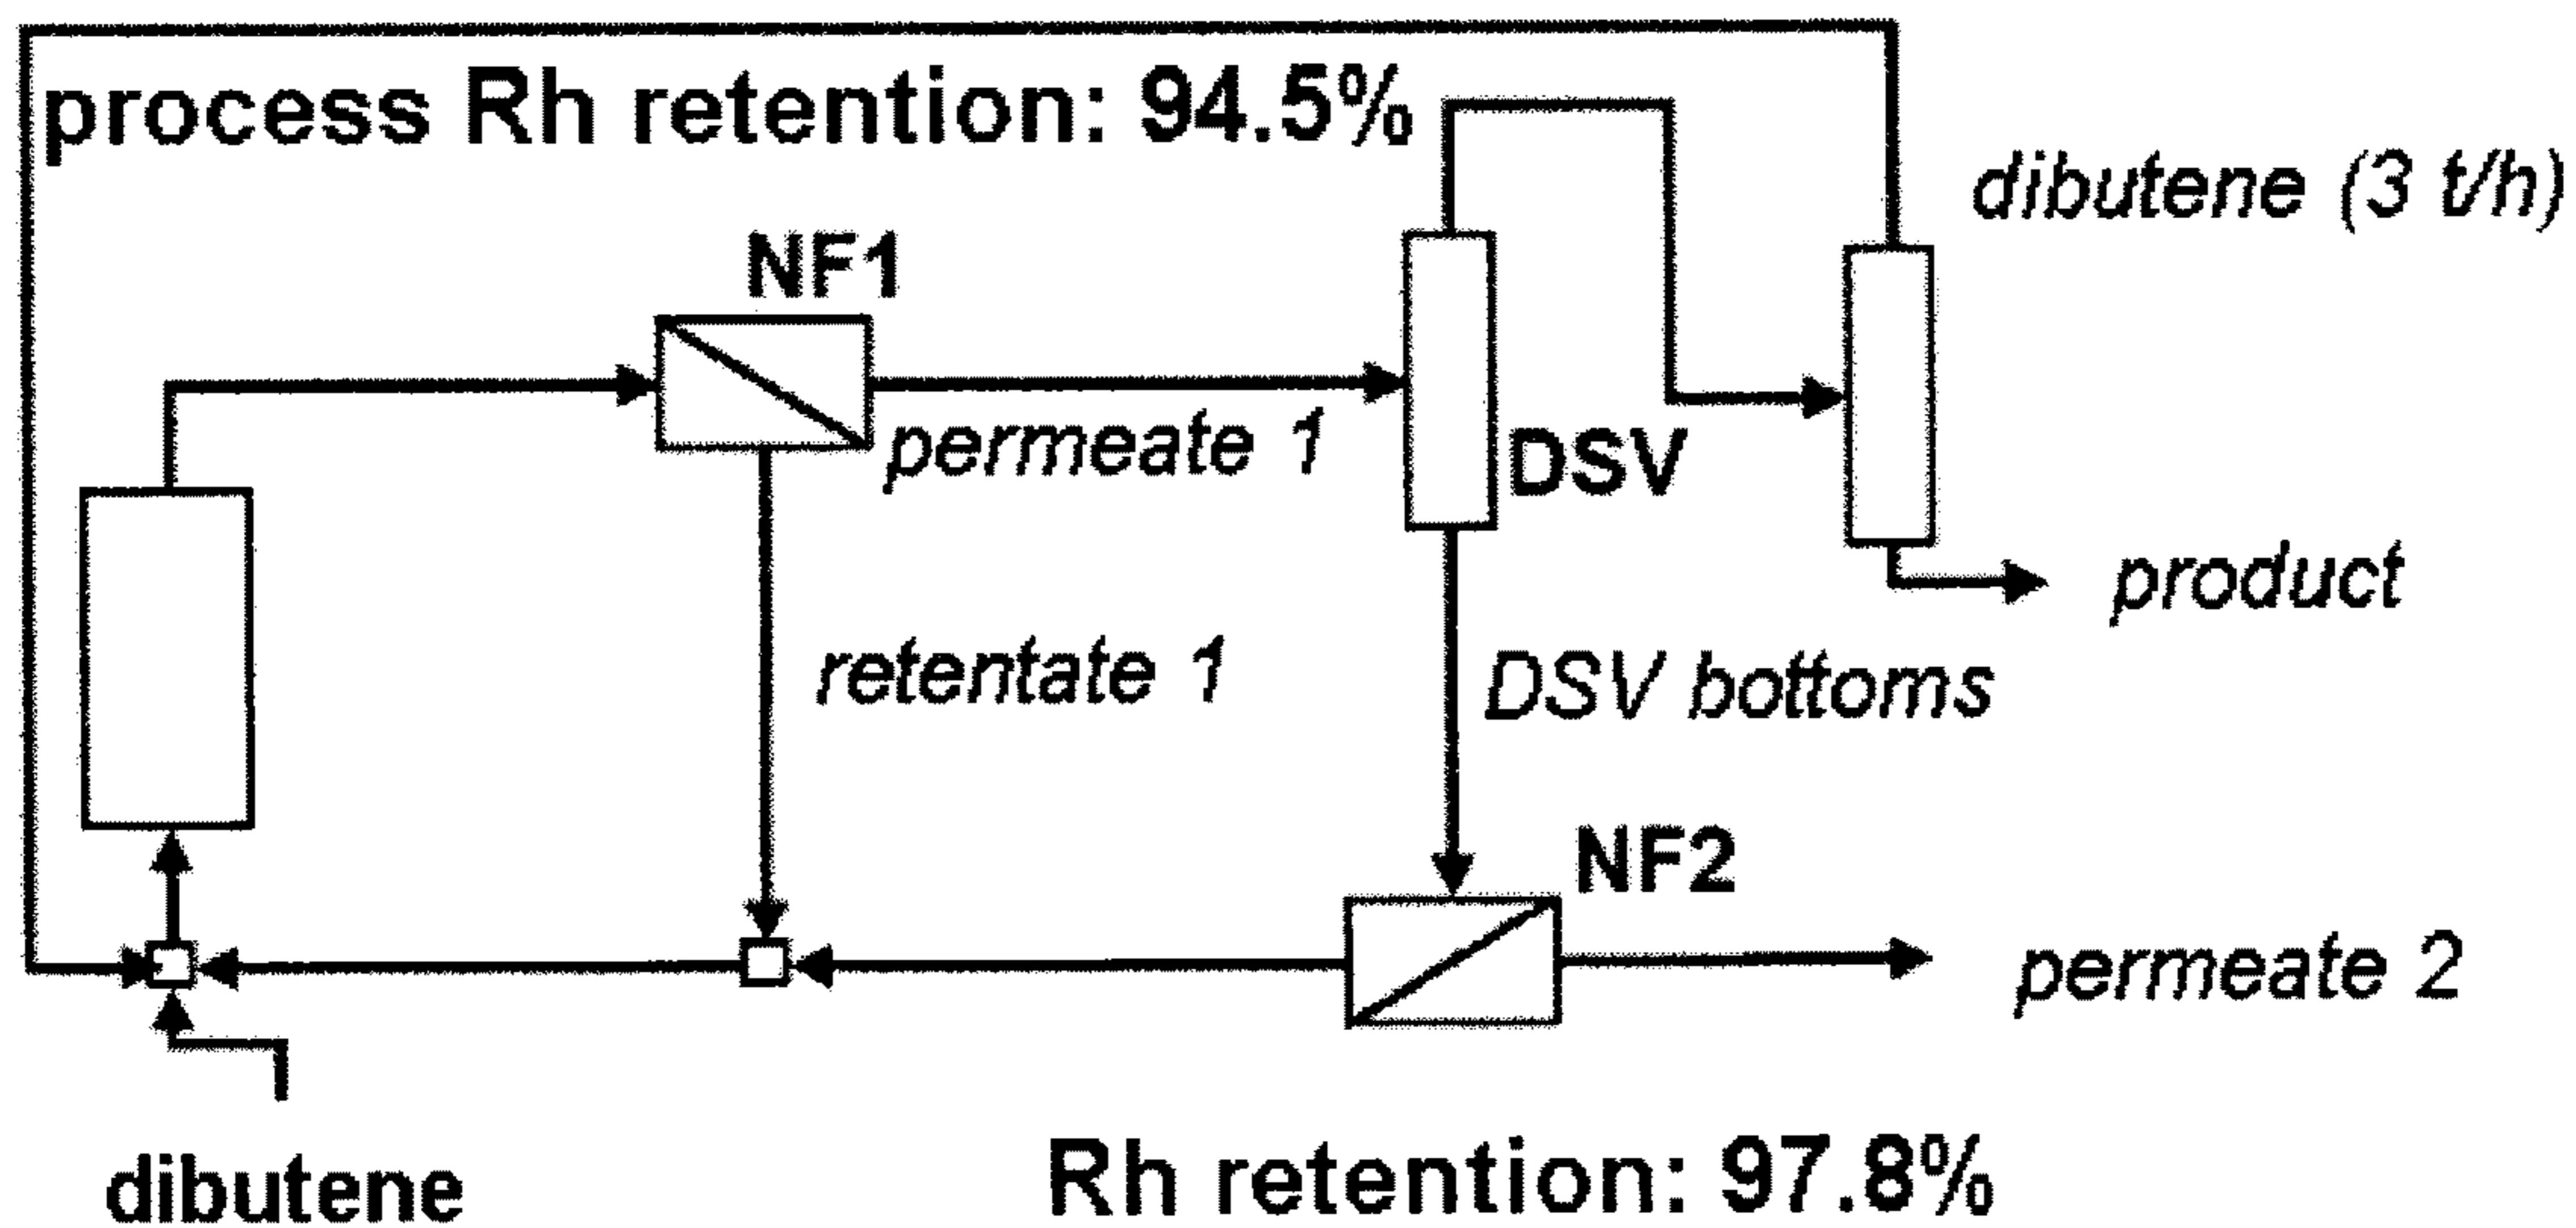 process Rh retention: 94.5%
dibutene (3 t/h)
NF1
permeate 1
DSV
product
retentate 1
DSV bottoms
NF2
permeate 2
dibutene
Rh retention: 97.8%